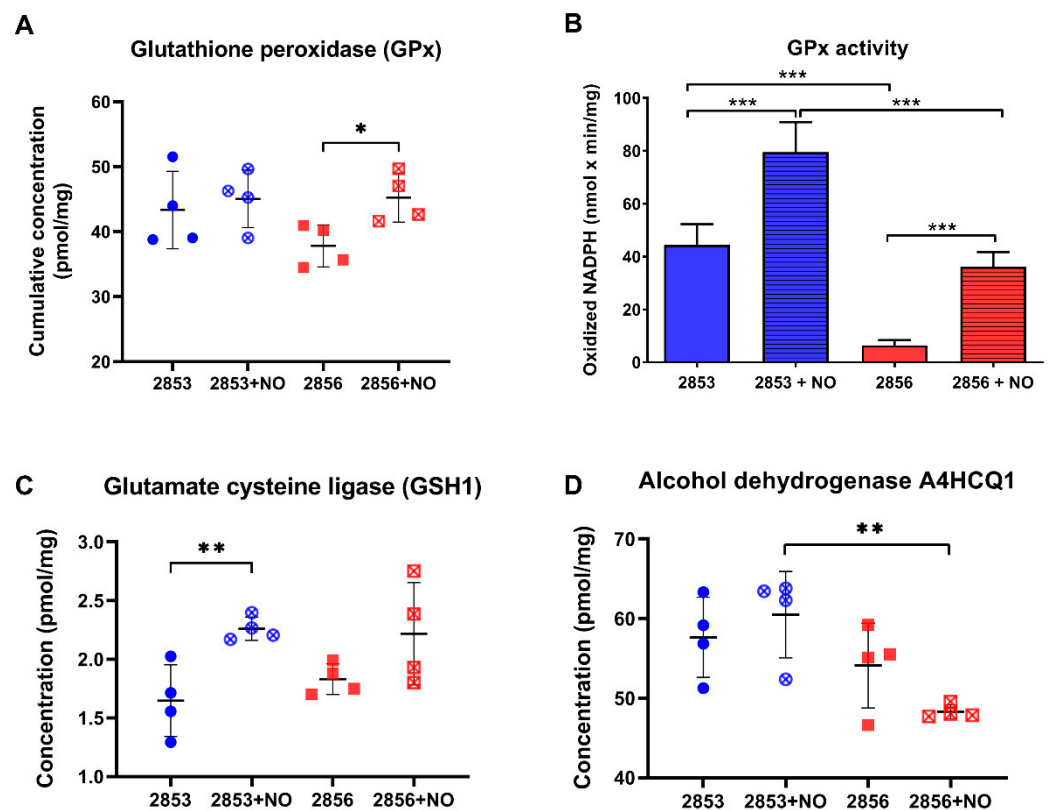 A
Glutathione peroxidase (GPx)
Cumulative concentration
(pmol/mg)
60
50
40
30
20
*
2853
2853+NO
2856
2856+NO
B
GPx activity
Oxidized NADPH (nmol x min/mg)
100
80
60
40
20
0
***
***
***
***
2853
2853 + NO
2856
2856 + NO
C
Glutamate cysteine ligase (GSH1)
Concentration (pmol/mg)
3.0
2.5
2.0
1.5
1.0
**
2853
2853+NO
2856
2856+NO
D
Alcohol dehydrogenase A4HCQ1
Concentration (pmol/mg)
70
60
50
40
**
2853
2853+NO
2856
2856+NO